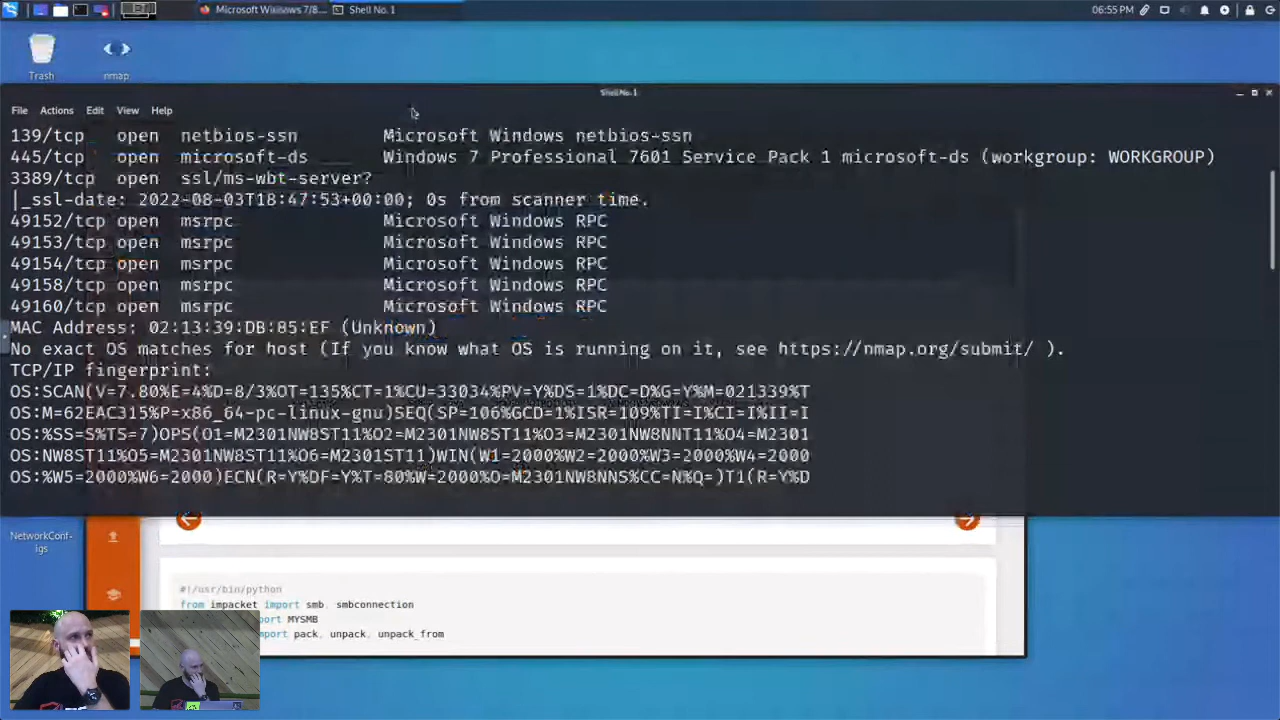 Microsoft Windows 7/8...
Shell No. 1
06:55 PM
Trash
nmap
Shell No. 1
File Actions Edit View Help
139/tcp open netbios-ssn Microsoft Windows netbios-ssn
445/tcp open microsoft-ds Windows 7 Professional 7601 Service Pack 1 microsoft-ds (workgroup: WORKGROUP)
3389/tcp open ssl/ms-wbt-server?
|_ssl-date: 2022-08-03T18:47:53+00:00; 0s from scanner time.
49152/tcp open msrpc Microsoft Windows RPC
49153/tcp open msrpc Microsoft Windows RPC
49154/tcp open msrpc Microsoft Windows RPC
49158/tcp open msrpc Microsoft Windows RPC
49160/tcp open msrpc Microsoft Windows RPC
MAC Address: 02:13:39:DB:85:EF (Unknown)
No exact OS matches for host (If you know what OS is running on it, see https://nmap.org/submit/ ).
TCP/IP fingerprint:
OS:SCAN(V=7.80%E=4%D=8/3%OT=135%CT=1%CU=33034%PV=Y%DS=1%DC=D%G=Y%M=021339%T
OS:M=62EAC315%P=x86_64-pc-linux-gnu)SEQ(SP=106%GCD=1%ISR=109%TI=I%CI=I%II=I
OS:%SS=S%TS=7)OPS(O1=M2301NW8ST11%O2=M2301NW8ST11%O3=M2301NW8NNT11%O4=M2301
OS:NW8ST11%O5=M2301NW8ST11%O6=M2301ST11)WIN(W1=2000%W2=2000%W3=2000%W4=2000
OS:%W5=2000%W6=2000)ECN(R=Y%DF=Y%T=80%W=2000%O=M2301NW8NNS%CC=N%Q=)T1(R=Y%D
NetworkConf-
igs
#!/usr/bin/python
from impacket import smb, smbconnection
port MYSMB
import pack, unpack, unpack_from